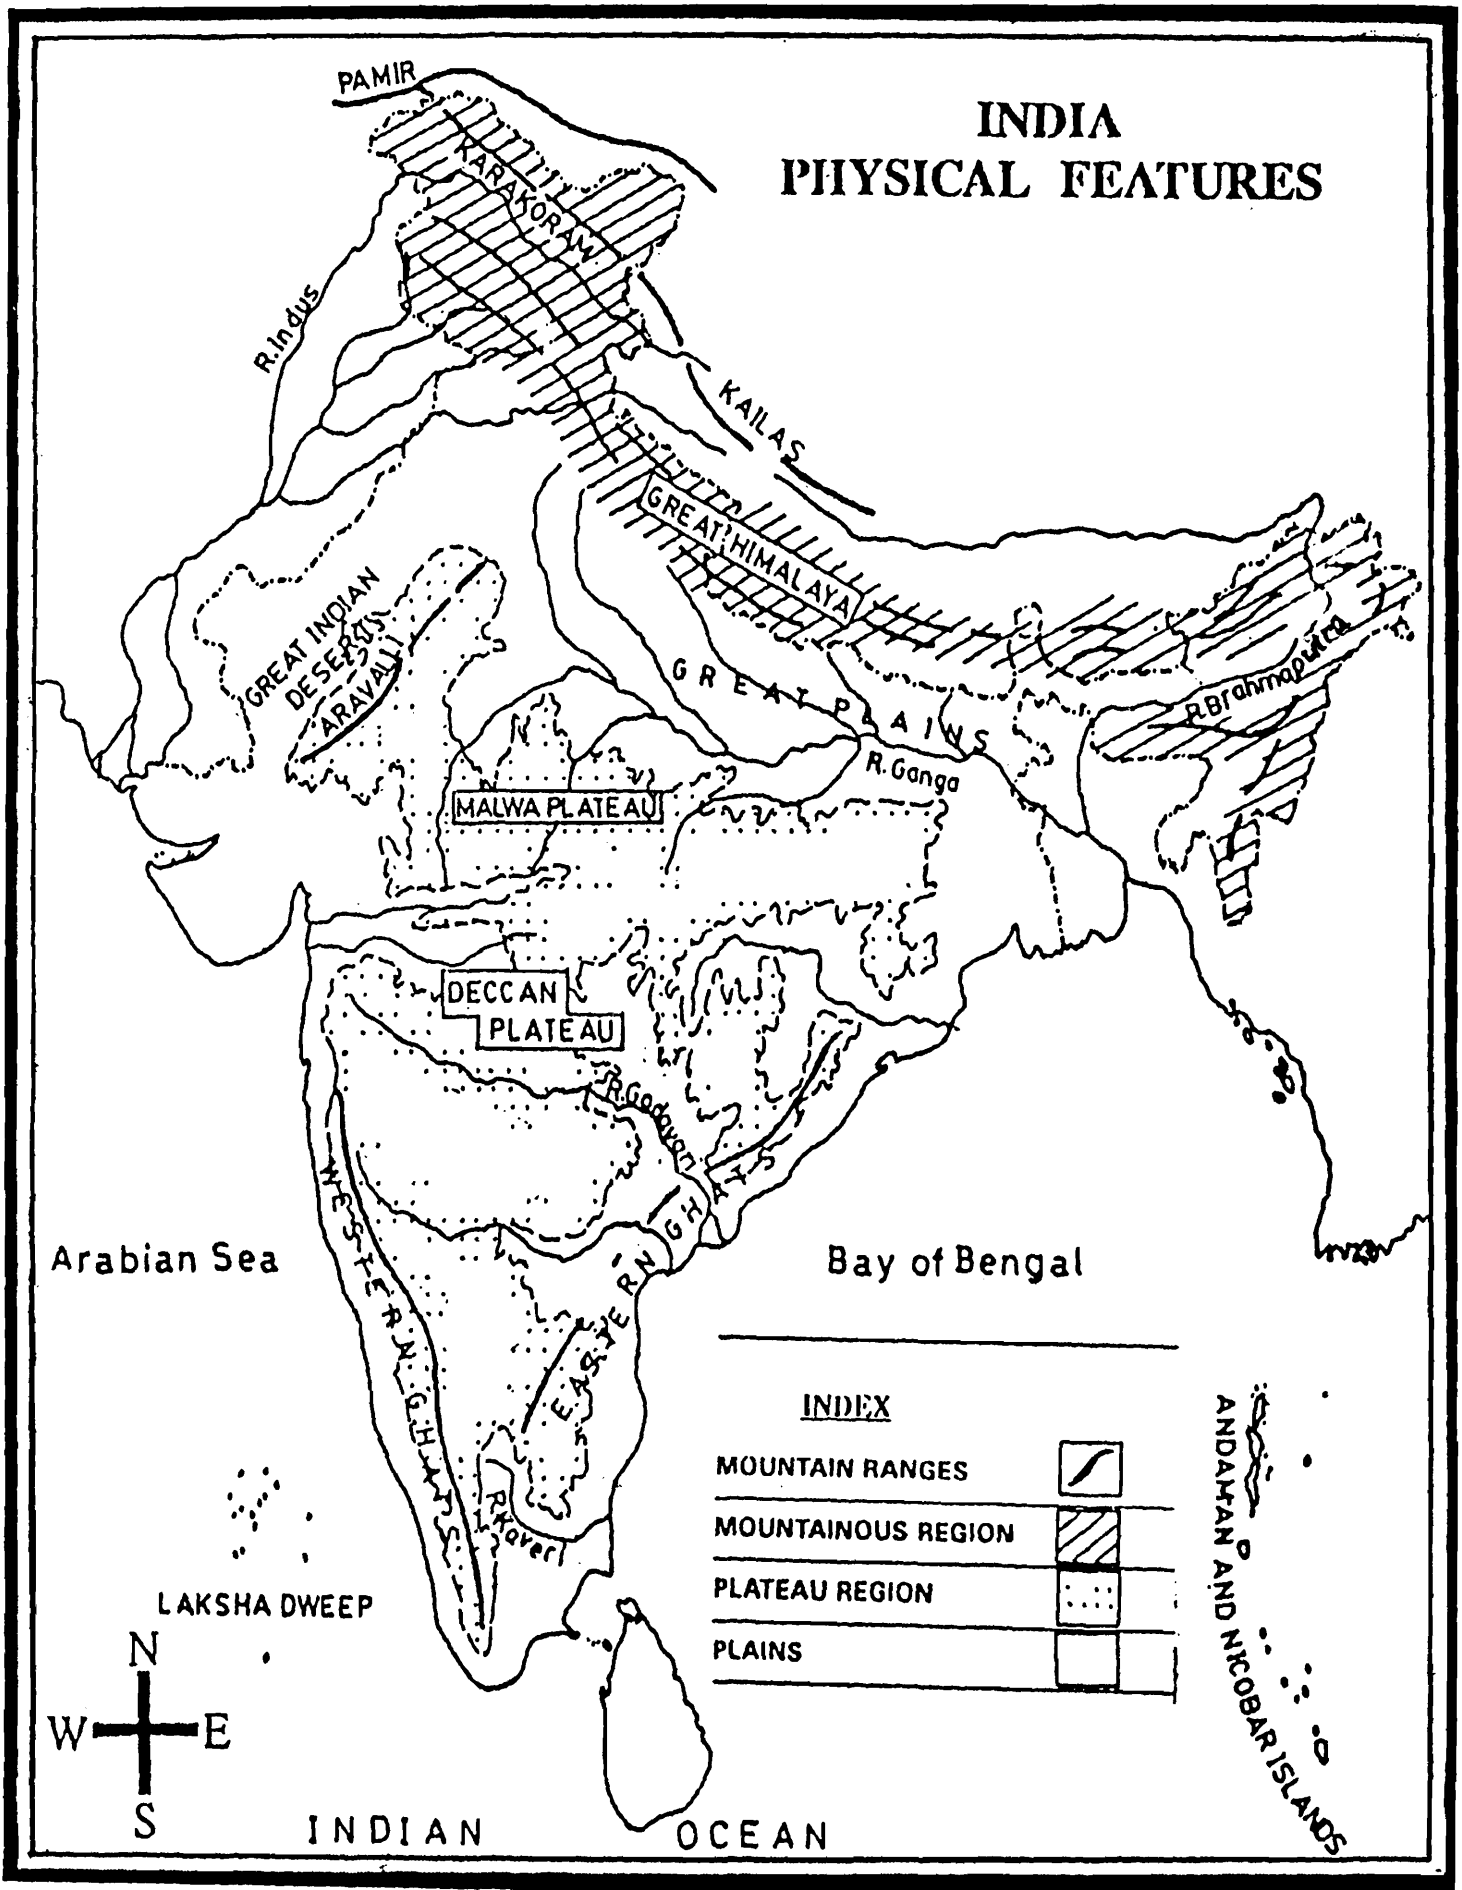 INDIA
PHYSICAL FEATURES
PAMIR
KARAKORAM
R.Indus
KAILAS
GREAT HIMALAYA
GREAT INDIAN
DESERT
ARAVALLI
GREAT PLAINS
R.Brahmaputra
R.Ganga
MALWA PLATEAU
DECCAN
PLATEAU
R.Godavari
WESTERN GHATS
EASTERN GHATS
Arabian Sea
Bay of Bengal
R.Kaveri
LAKSHADWEEP
ANDAMAN AND NICOBAR ISLANDS
INDEX
MOUNTAIN RANGES
MOUNTAINOUS REGION
PLATEAU REGION
PLAINS
N
W E
S
INDIAN OCEAN